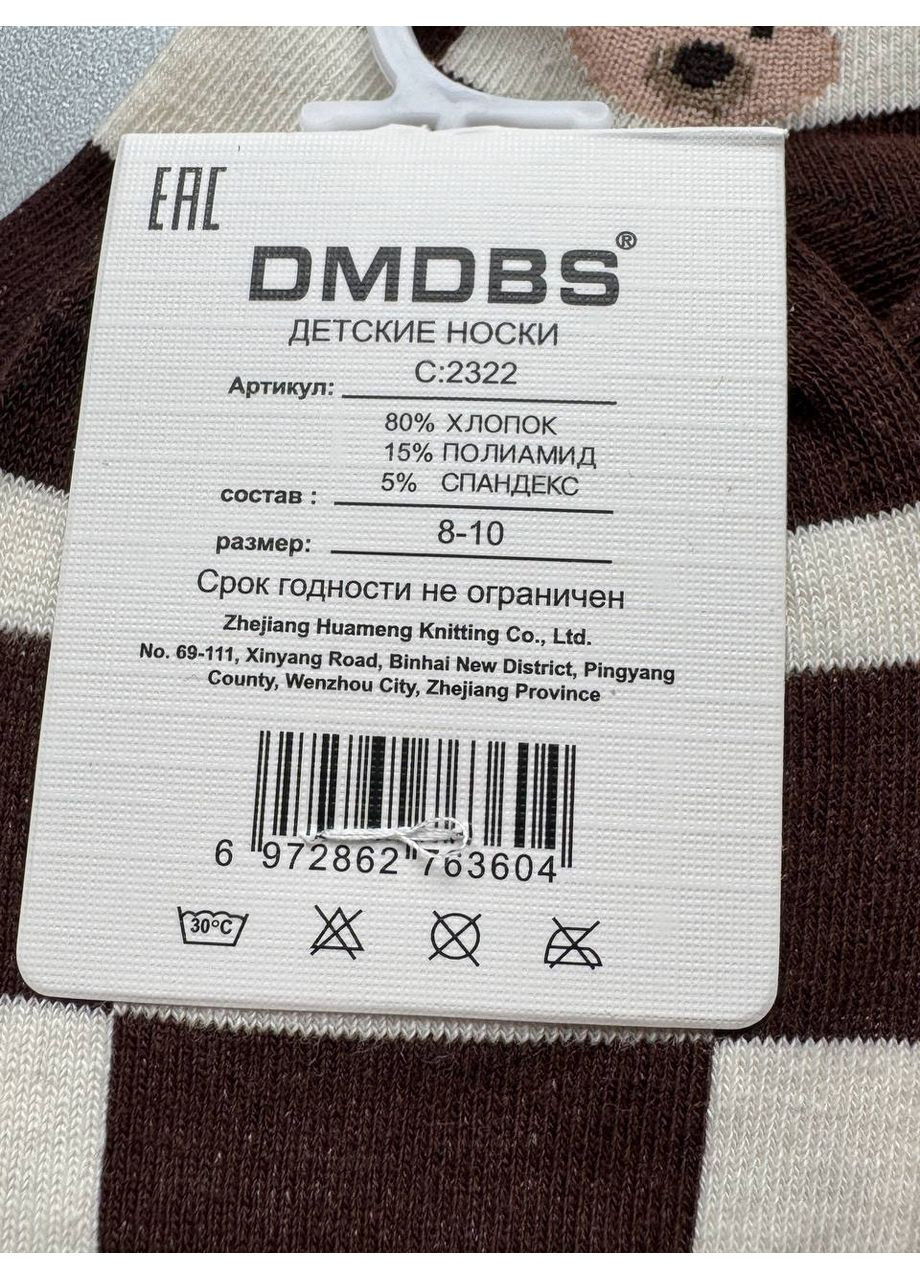 EAC
DMDBS®
ДЕТСКИЕ НОСКИ
Артикул: C:2322
80% ХЛОПОК
15% ПОЛИАМИД
состав : 5% СПАНДЕКС
размер: 8-10
Срок годности не ограничен
Zhejiang Huameng Knitting Co., Ltd.
No. 69-111, Xinyang Road, Binhai New District, Pingyang
County, Wenzhou City, Zhejiang Province
6 972862 763604
30°C